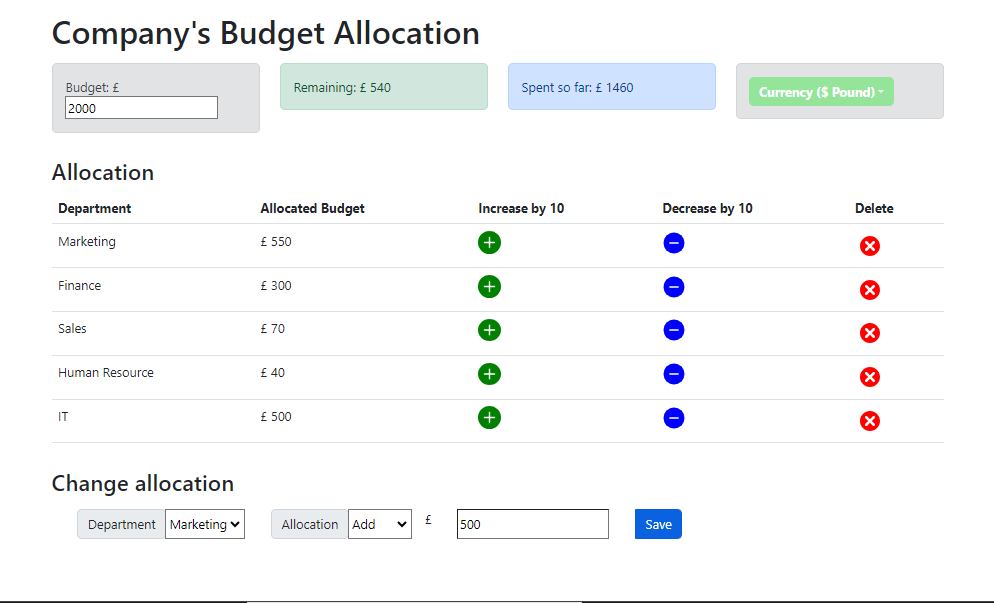 Company's Budget Allocation
Budget: £
2000
Remaining: £ 540
Spent so far: £ 1460
Currency ($ Pound)
Allocation
Department Allocated Budget Increase by 10 Decrease by 10 Delete
Marketing £ 550
Finance £ 300
Sales £ 70
Human Resource £ 40
IT £ 500
Change allocation
Department Marketing Allocation Add £ 500 Save